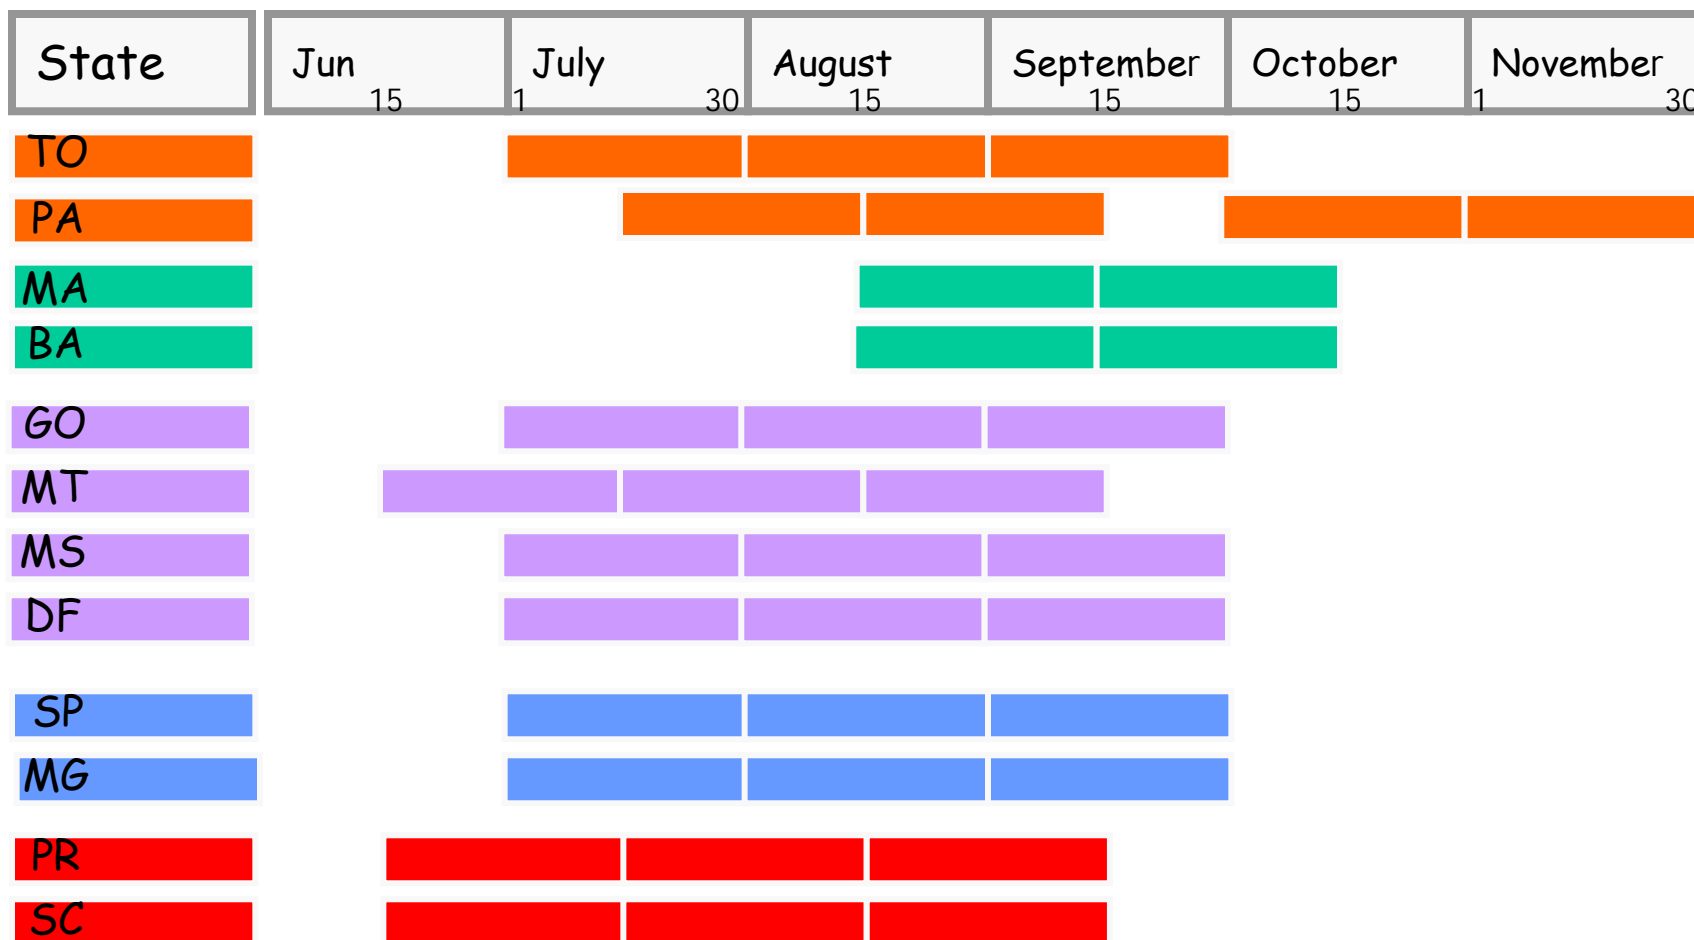 State Jun July August September October November
15 1 30 15 15 15 1 30
TO
PA
MA
BA
GO
MT
MS
DF
SP
MG
PR
SC